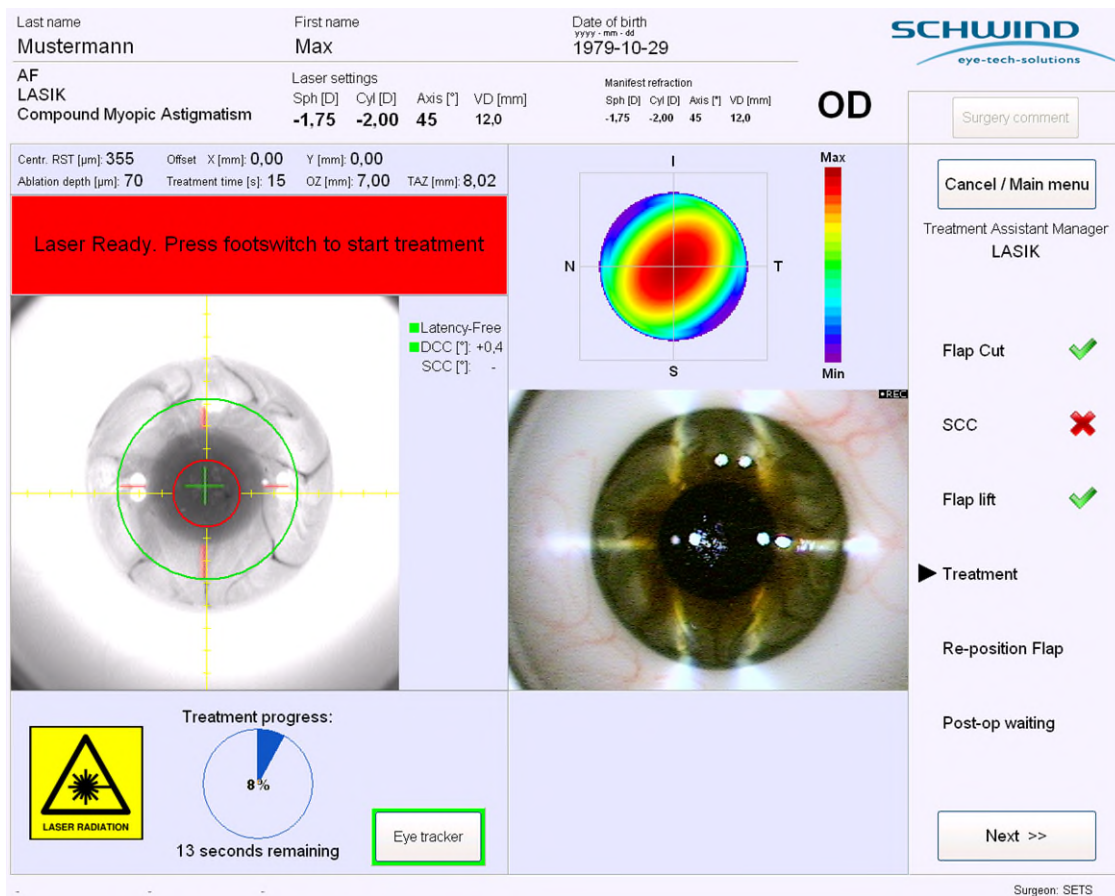 Last name
First name
Date of birth
yyyy - mm - dd
Mustermann
Max
1979-10-29
SCHWIND
eye-tech-solutions
AF
LASIK
Compound Myopic Astigmatism
Laser settings
Sph [D] Cyl [D] Axis [°] VD [mm]
-1,75 -2,00 45 12,0
Manifest refraction
Sph [D] Cyl [D] Axis [°] VD [mm]
-1,75 -2,00 45 12,0
OD
Surgery comment
Centr. RST [µm]: 355 Offset X [mm]: 0,00 Y [mm]: 0,00
Ablation depth [µm]: 70 Treatment time [s]: 15 OZ [mm]: 7,00 TAZ [mm]: 8,02
Laser Ready. Press footswitch to start treatment
Latency-Free
DCC [°]: +0,4
SCC [°]: -
I
N
T
S
Max
Min
REC
Cancel / Main menu
Treatment Assistant Manager
LASIK
Flap Cut
SCC
Flap lift
Treatment
Re-position Flap
Post-op waiting
LASER RADIATION
Treatment progress:
8%
13 seconds remaining
Eye tracker
Next >>
- - -
Surgeon: SETS